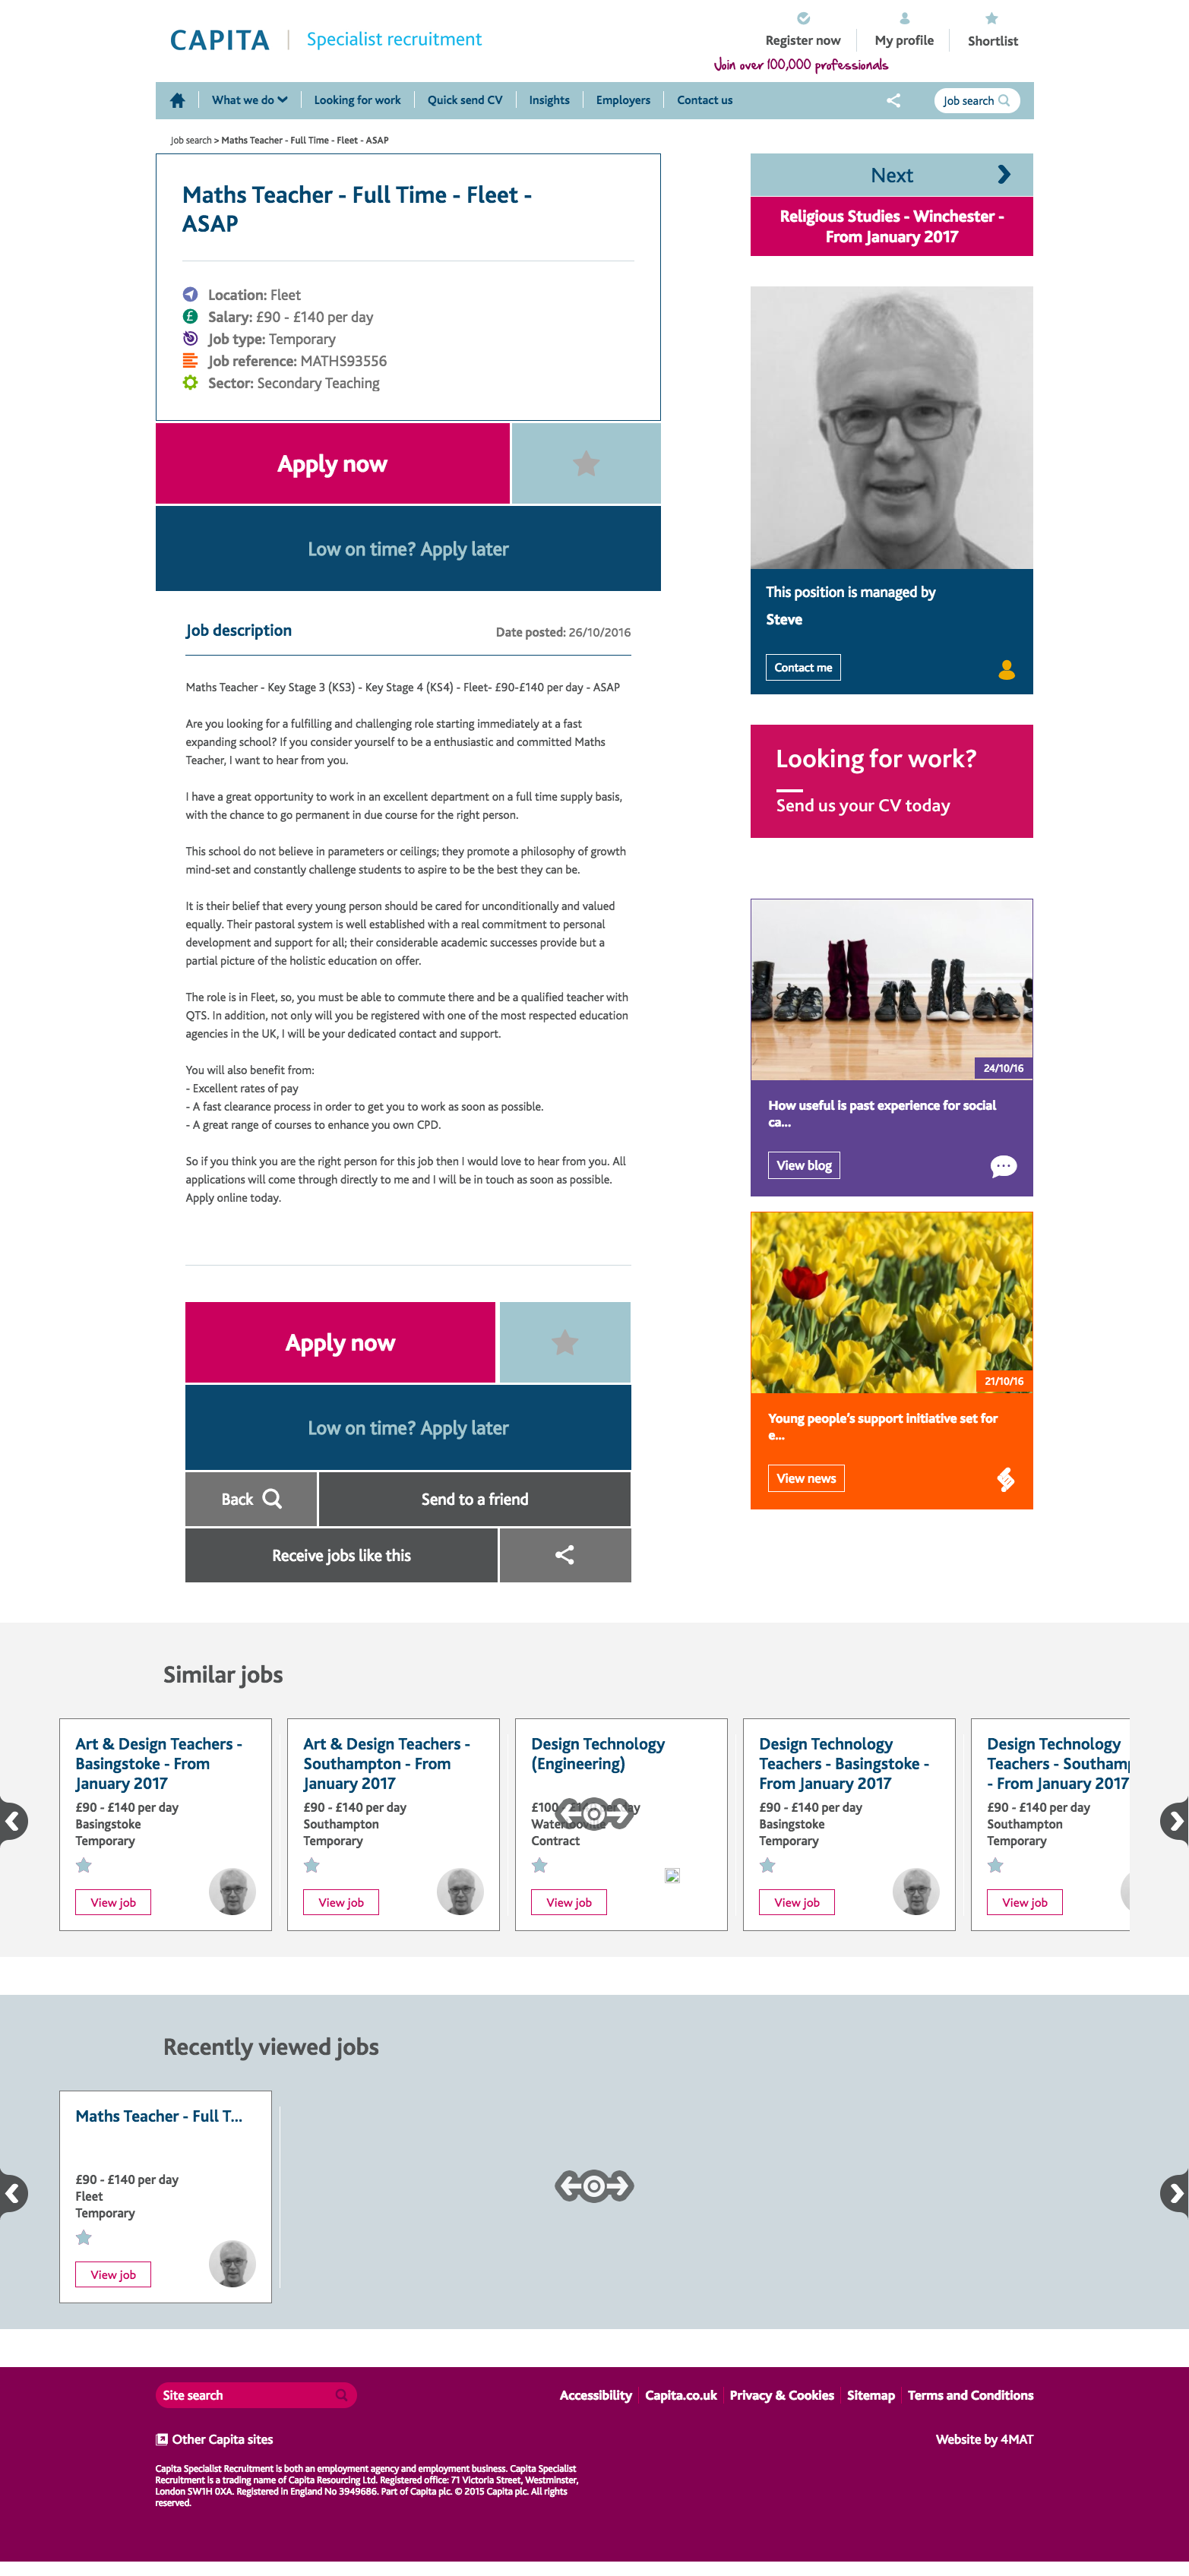 CAPITA
Specialist recruitment
Register now
My profile
Shortlist
Join over 100,000 professionals
What we do
Looking for work
Quick send CV
Insights
Employers
Contact us
Job search
Job search > Maths Teacher - Full Time - Fleet - ASAP
Maths Teacher - Full Time - Fleet -
ASAP
Location: Fleet
Salary: £90 - £140 per day
Job type: Temporary
Job reference: MATHS93556
Sector: Secondary Teaching
Apply now
Low on time? Apply later
Job description
Date posted: 26/10/2016
Maths Teacher - Key Stage 3 (KS3) - Key Stage 4 (KS4) - Fleet- £90-£140 per day - ASAP
Are you looking for a fulfilling and challenging role starting immediately at a fast
expanding school? If you consider yourself to be a enthusiastic and committed Maths
Teacher, I want to hear from you.
I have a great opportunity to work in an excellent department on a full time supply basis,
with the chance to go permanent in due course for the right person.
This school do not believe in parameters or ceilings; they promote a philosophy of growth
mind-set and constantly challenge students to aspire to be the best they can be.
It is their belief that every young person should be cared for unconditionally and valued
equally. Their pastoral system is well established with a real commitment to personal
development and support for all; their considerable academic successes provide but a
partial picture of the holistic education on offer.
The role is in Fleet, so, you must be able to commute there and be a qualified teacher with
QTS. In addition, not only will you be registered with one of the most respected education
agencies in the UK, I will be your dedicated contact and support.
You will also benefit from:
- Excellent rates of pay
- A fast clearance process in order to get you to work as soon as possible.
- A great range of courses to enhance you own CPD.
So if you think you are the right person for this job then I would love to hear from you. All
applications will come through directly to me and I will be in touch as soon as possible.
Apply online today.
Apply now
Low on time? Apply later
Back
Send to a friend
Receive jobs like this
Next
Religious Studies - Winchester -
From January 2017
This position is managed by
Steve
Contact me
Looking for work?
Send us your CV today
24/10/16
How useful is past experience for social
ca...
View blog
21/10/16
Young people's support initiative set for
e...
View news
Similar jobs
Art & Design Teachers -
Basingstoke - From
January 2017
£90 - £140 per day
Basingstoke
Temporary
View job
Art & Design Teachers -
Southampton - From
January 2017
£90 - £140 per day
Southampton
Temporary
View job
Design Technology
(Engineering)
£100 - £140 per day
Waterlooville
Contract
View job
Design Technology
Teachers - Basingstoke -
From January 2017
£90 - £140 per day
Basingstoke
Temporary
View job
Design Technology
Teachers - Southam
- From January 2017
£90 - £140 per day
Southampton
Temporary
View job
Recently viewed jobs
Maths Teacher - Full T...
£90 - £140 per day
Fleet
Temporary
View job
Site search
Accessibility
Capita.co.uk
Privacy & Cookies
Sitemap
Terms and Conditions
Other Capita sites
Website by 4MAT
Capita Specialist Recruitment is both an employment agency and employment business. Capita Specialist
Recruitment is a trading name of Capita Resourcing Ltd. Registered office: 71 Victoria Street, Westminster,
London SW1H 0XA. Registered in England No 3949686. Part of Capita plc. © 2015 Capita plc. All rights
reserved.